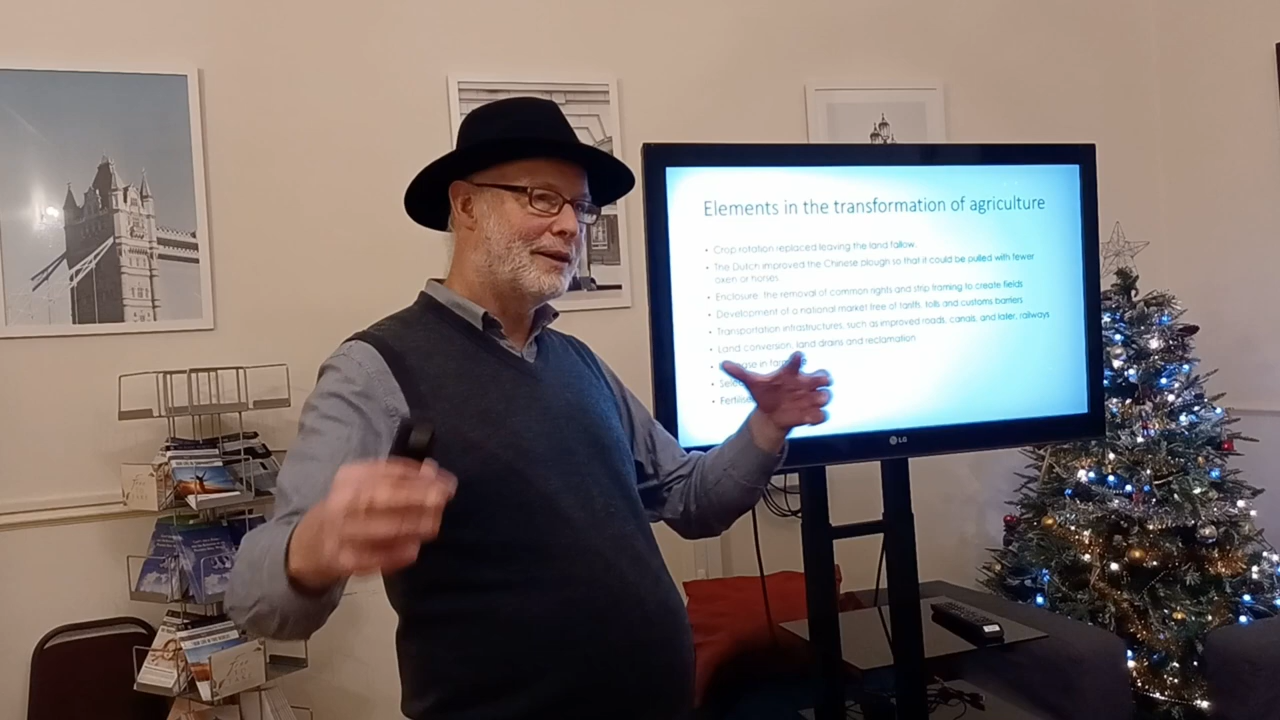 Elements in the transformation of agriculture
• Crop rotation replaced leaving the land fallow.
• The Dutch improved the Chinese plough so that it could be pulled with fewer
oxen or horses
• Enclosure: the removal of common rights and strip framing to create fields
• Development of a national market free of tariffs, tolls and customs barriers
• Transportation infrastructures, such as improved roads, canals, and later, railways
• Land conversion, land drains and reclamation
in
LG